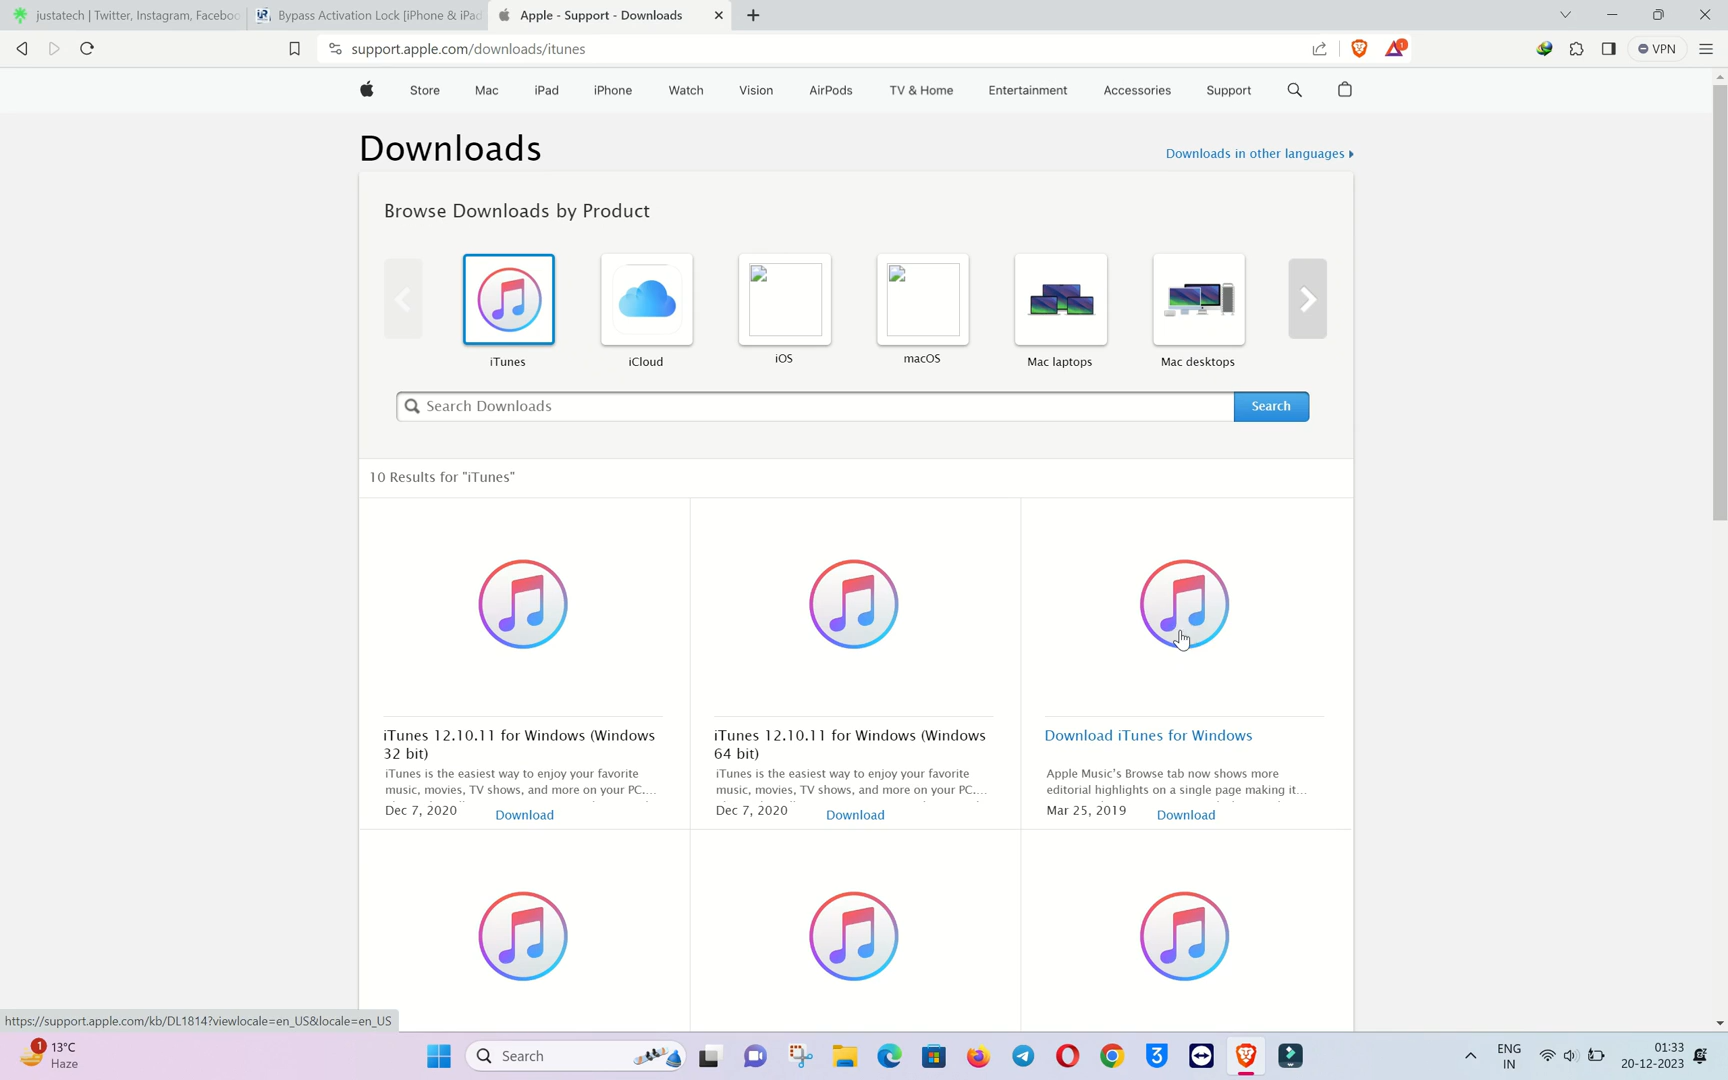 justatech | Twitter, Instagram, Faceboo
Bypass Activation Lock [iPhone & iPad
Apple - Support - Downloads
support.apple.com/downloads/itunes
1
VPN
Store
Mac
iPad
iPhone
Watch
Vision
AirPods
TV & Home
Entertainment
Accessories
Support
Downloads
Downloads in other languages
Browse Downloads by Product
iTunes
iCloud
iOS
macOS
Mac laptops
Mac desktops
Search Downloads
Search
10 Results for "iTunes"
iTunes 12.10.11 for Windows (Windows
32 bit)
iTunes is the easiest way to enjoy your favorite
music, movies, TV shows, and more on your PC....
Dec 7, 2020
Download
iTunes 12.10.11 for Windows (Windows
64 bit)
iTunes is the easiest way to enjoy your favorite
music, movies, TV shows, and more on your PC....
Dec 7, 2020
Download
Download iTunes for Windows
Apple Music's Browse tab now shows more
editorial highlights on a single page making it...
Mar 25, 2019
Download
https://support.apple.com/kb/DL1814?viewlocale=en_US&locale=en_US
1
13°C
Haze
Search
3
ENG
IN
01:33
20-12-2023